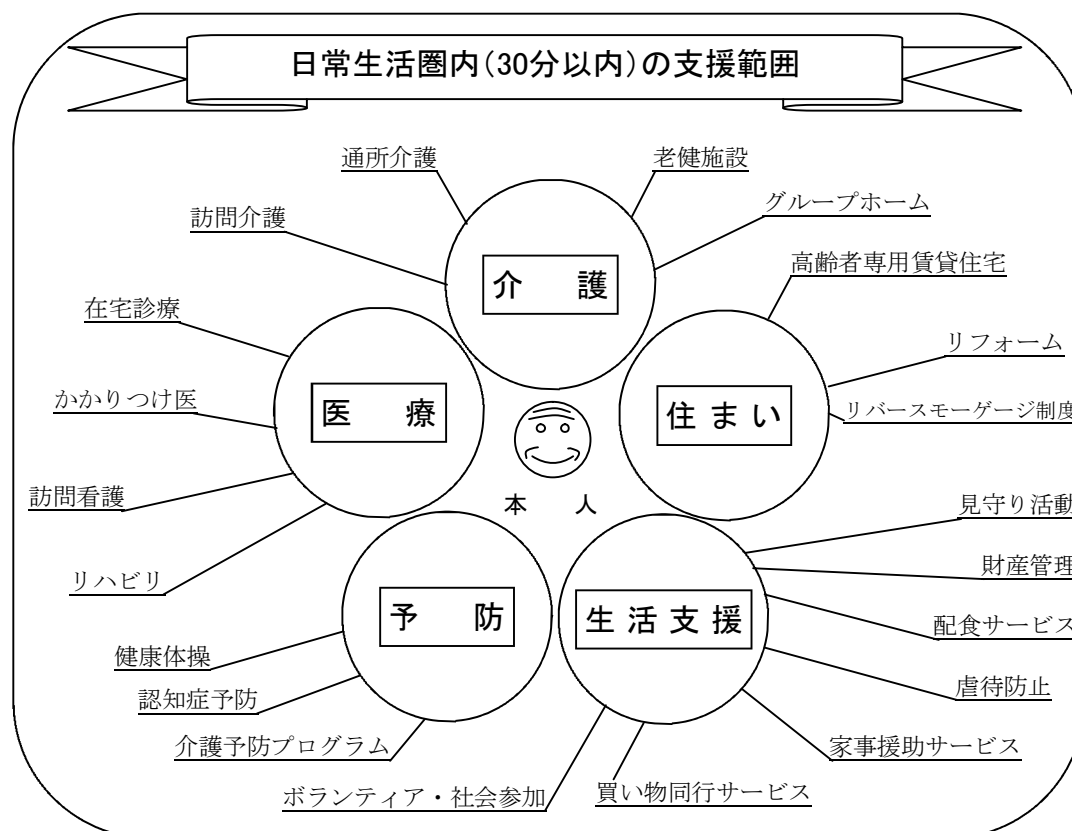 日常生活圏内(30分以内)の支援範囲
通所介護
老健施設
訪問介護
グループホーム
介 護
高齢者専用賃貸住宅
在宅診療
リフォーム
かかりつけ医
医 療
住 ま い
リバースモーゲージ制度
訪問看護
本 人
見守り活動
リハビリ
財産管理
予 防
生 活 支 援
配食サービス
健康体操
認知症予防
虐待防止
介護予防プログラム
家事援助サービス
ボランティア・社会参加
買い物同行サービス